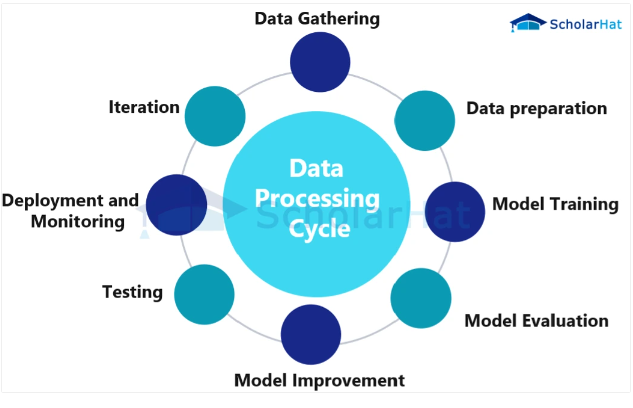 Data Gathering
ScholarHat
Iteration
Data preparation
Data
Processing
Cycle
Deployment and
Monitoring
Model Training
ScholarHat
Testing
Model Evaluation
Model Improvement